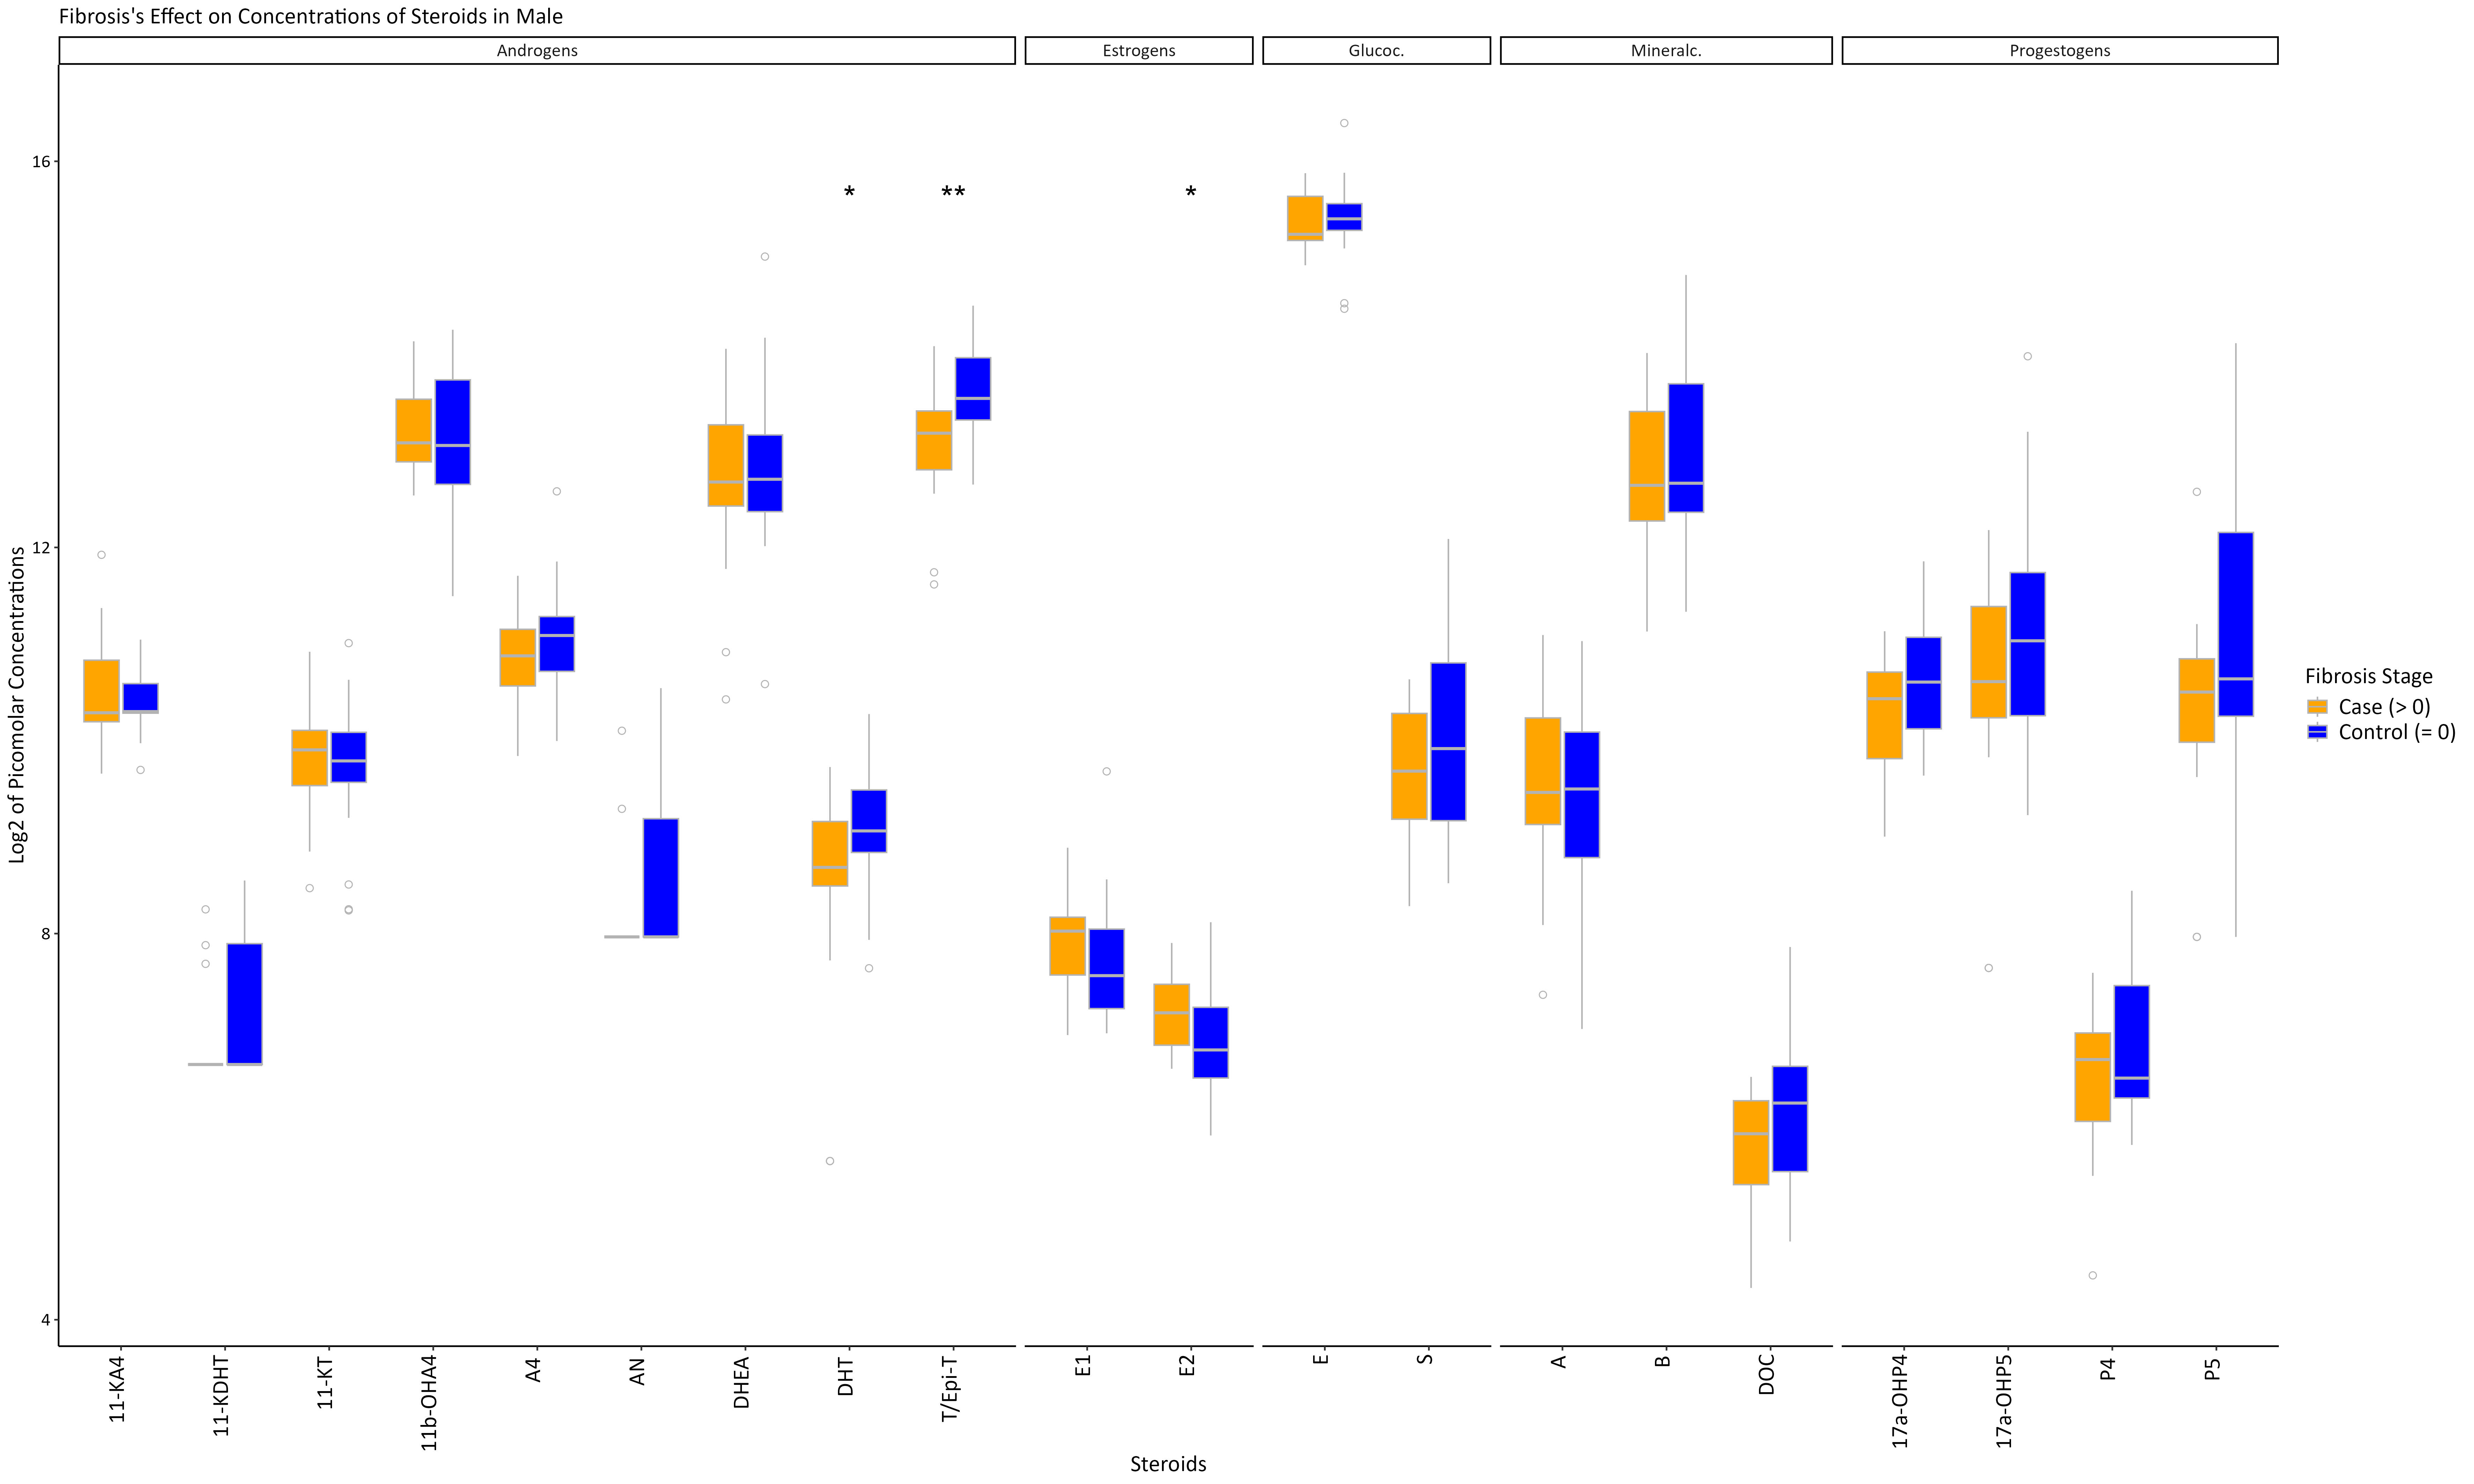 Fibrosis's Effect on Concentrations of Steroids in Male
Androgens
Estrogens
Glucoc.
Mineralc.
Progestogens
Log2 of Picomolar Concentrations
16
12
8
4
*
**
*
11-KA4
11-KDHT
11-KT
11b-OHA4
A4
AN
DHEA
DHT
T/Epi-T
E1
E2
E
S
A
B
DOC
17a-OHP4
17a-OHP5
P4
P5
Steroids
Fibrosis Stage
Case (> 0)
Control (= 0)